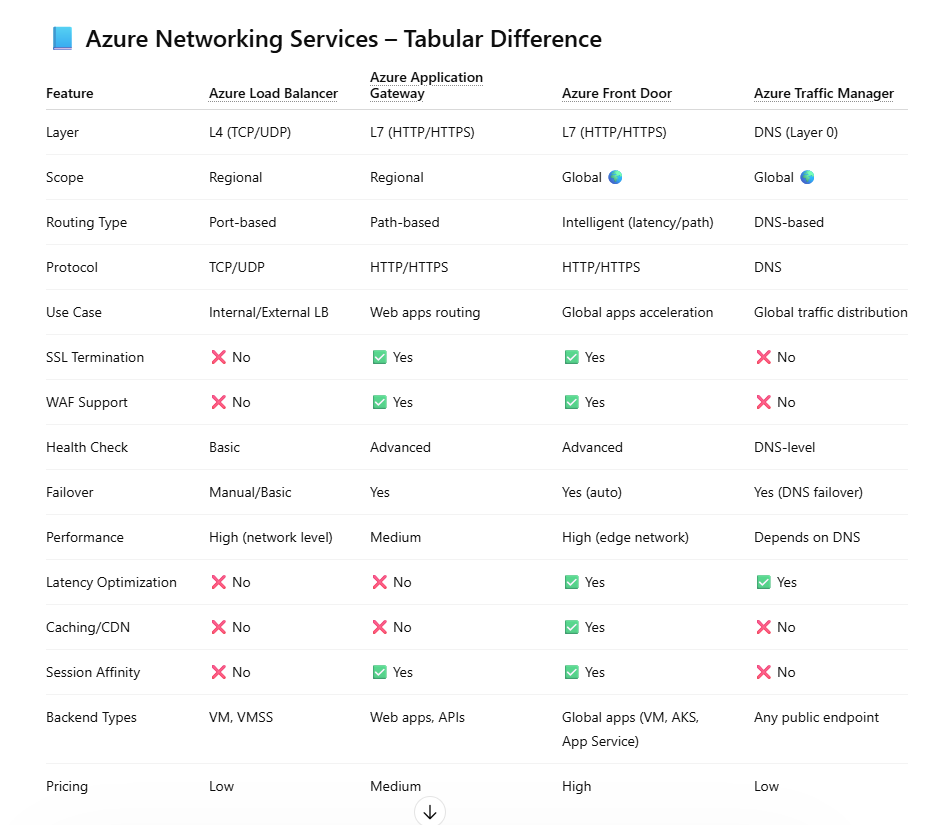 📘 Azure Networking Services – Tabular Difference
Feature Azure Load Balancer Azure Application Gateway Azure Front Door Azure Traffic Manager
Layer L4 (TCP/UDP) L7 (HTTP/HTTPS) L7 (HTTP/HTTPS) DNS (Layer 0)
Scope Regional Regional Global 🌍 Global 🌍
Routing Type Port-based Path-based Intelligent (latency/path) DNS-based
Protocol TCP/UDP HTTP/HTTPS HTTP/HTTPS DNS
Use Case Internal/External LB Web apps routing Global apps acceleration Global traffic distribution
SSL Termination ❌ No ✅ Yes ✅ Yes ❌ No
WAF Support ❌ No ✅ Yes ✅ Yes ❌ No
Health Check Basic Advanced Advanced DNS-level
Failover Manual/Basic Yes Yes (auto) Yes (DNS failover)
Performance High (network level) Medium High (edge network) Depends on DNS
Latency Optimization ❌ No ❌ No ✅ Yes ✅ Yes
Caching/CDN ❌ No ❌ No ✅ Yes ❌ No
Session Affinity ❌ No ✅ Yes ✅ Yes ❌ No
Backend Types VM, VMSS Web apps, APIs Global apps (VM, AKS, App Service) Any public endpoint
Pricing Low Medium High Low